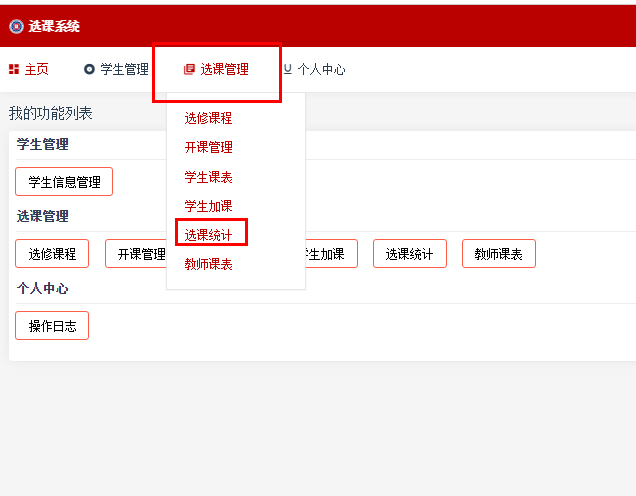 选课系统
主页 学生管理 选课管理 个人中心
我的功能列表
选修课程
开课管理
学生课表
学生加课
选课统计
教师课表
学生管理
学生信息管理
选课管理
选修课程 开课管理 生加课 选课统计 教师课表
个人中心
操作日志